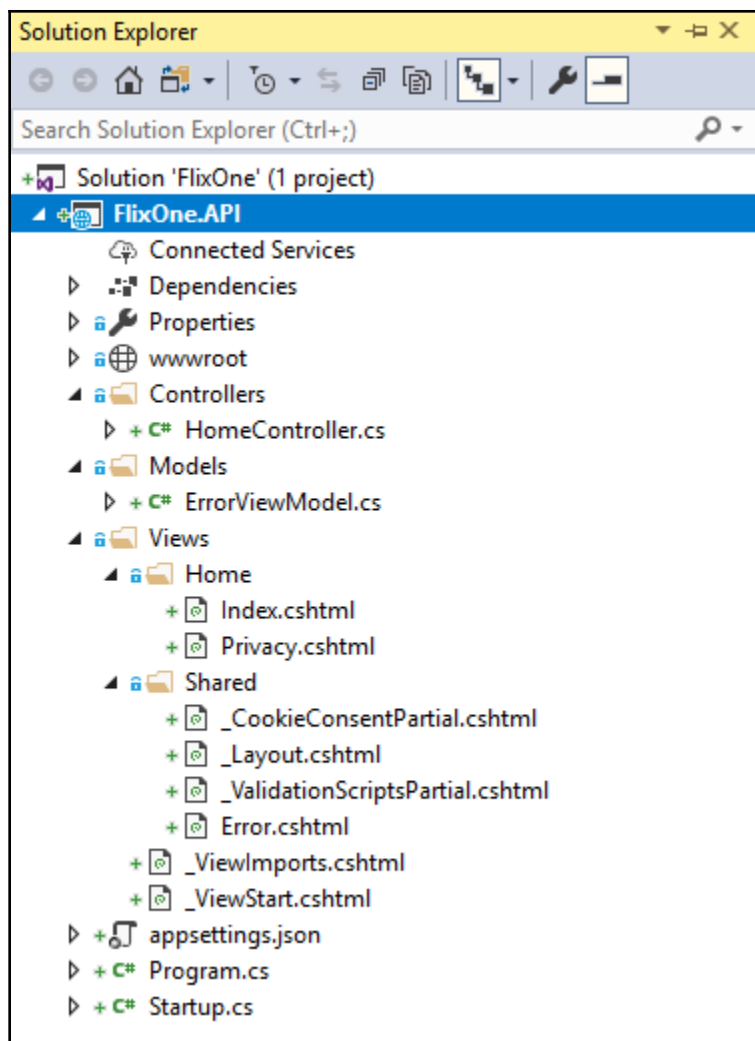 Solution Explorer
Search Solution Explorer (Ctrl+;)
Solution 'FlixOne' (1 project)
FlixOne.API
Connected Services
Dependencies
Properties
wwwroot
Controllers
C# HomeController.cs
Models
C# ErrorViewModel.cs
Views
Home
Index.cshtml
Privacy.cshtml
Shared
_CookieConsentPartial.cshtml
_Layout.cshtml
_ValidationScriptsPartial.cshtml
Error.cshtml
_ViewImports.cshtml
_ViewStart.cshtml
appsettings.json
C# Program.cs
C# Startup.cs